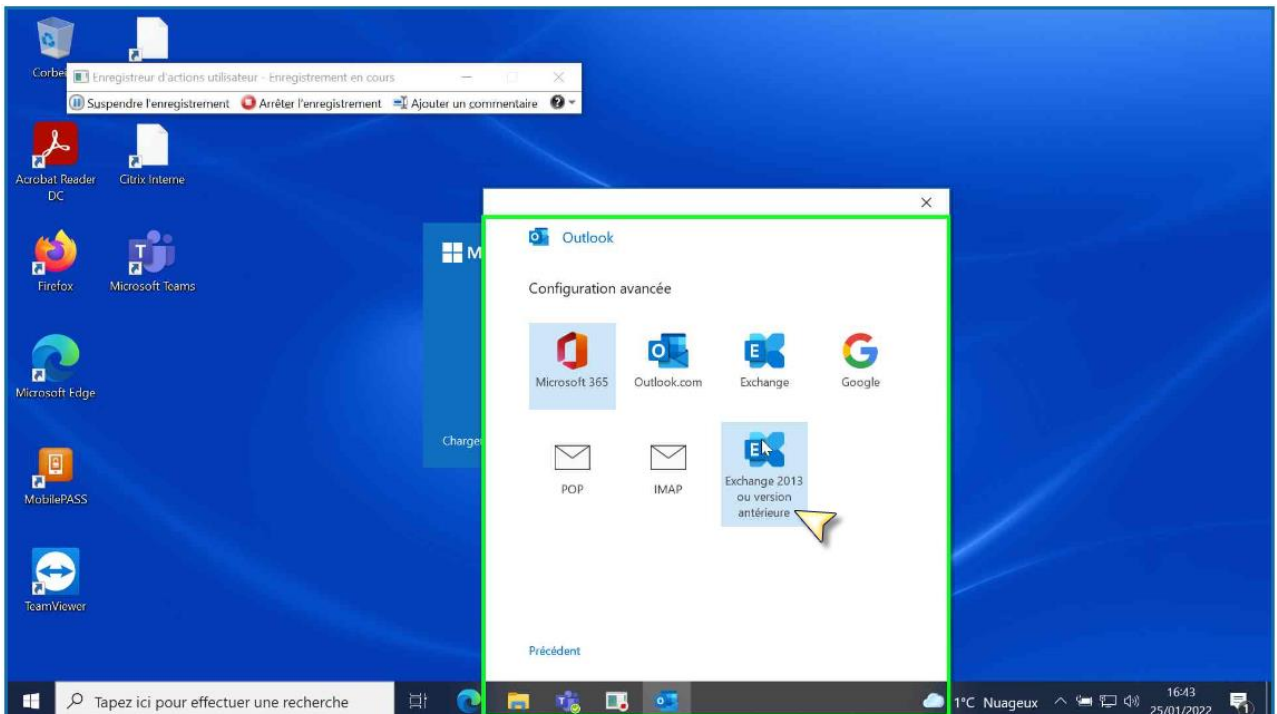 Corbei
Enregistreur d'actions utilisateur - Enregistrement en cours
Suspendre l'enregistrement Arrêter l'enregistrement Ajouter un commentaire
Acrobat Reader
DC
Citrix Interne
Firefox
Microsoft Teams
M
Outlook
Configuration avancée
Microsoft 365
Outlook.com
Exchange
Google
Microsoft Edge
Charge
POP
IMAP
Exchange 2013
ou version
antérieure
MobilePASS
TeamViewer
Précédent
Tapez ici pour effectuer une recherche
1°C Nuageux
16:43
25/01/2022
1